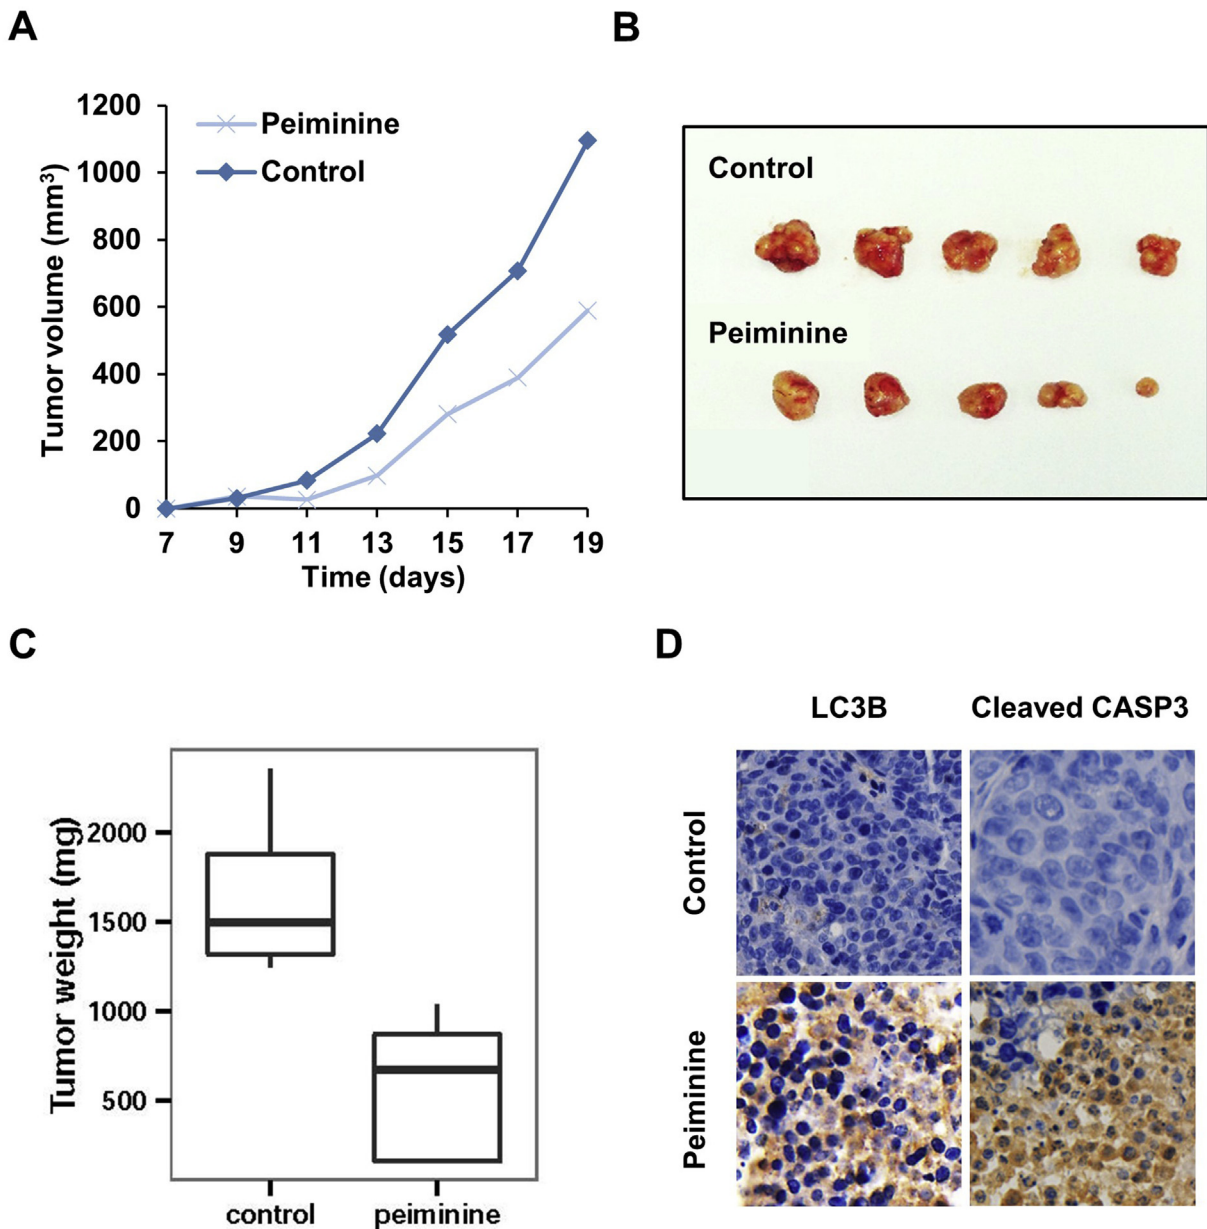 A
B
1200
1000
800
600
400
200
0
7 9 11 13 15 17 19
Tumor volume (mm³)
Time (days)
Peiminine
Control
Control
Peiminine
C
D
Tumor weight (mg)
2000
1500
1000
500
control peiminine
LC3B Cleaved CASP3
Control
Peiminine